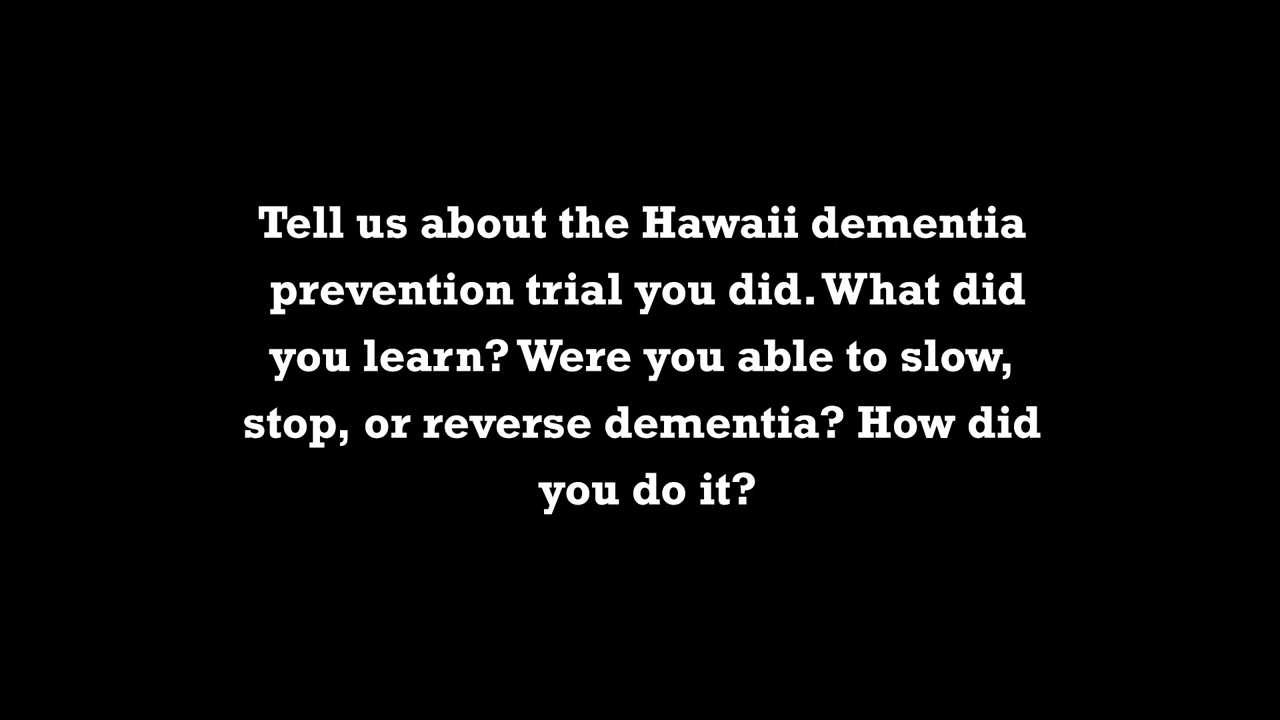 Tell us about the Hawaii dementia
prevention trial you did. What did
you learn? Were you able to slow,
stop, or reverse dementia? How did
you do it?